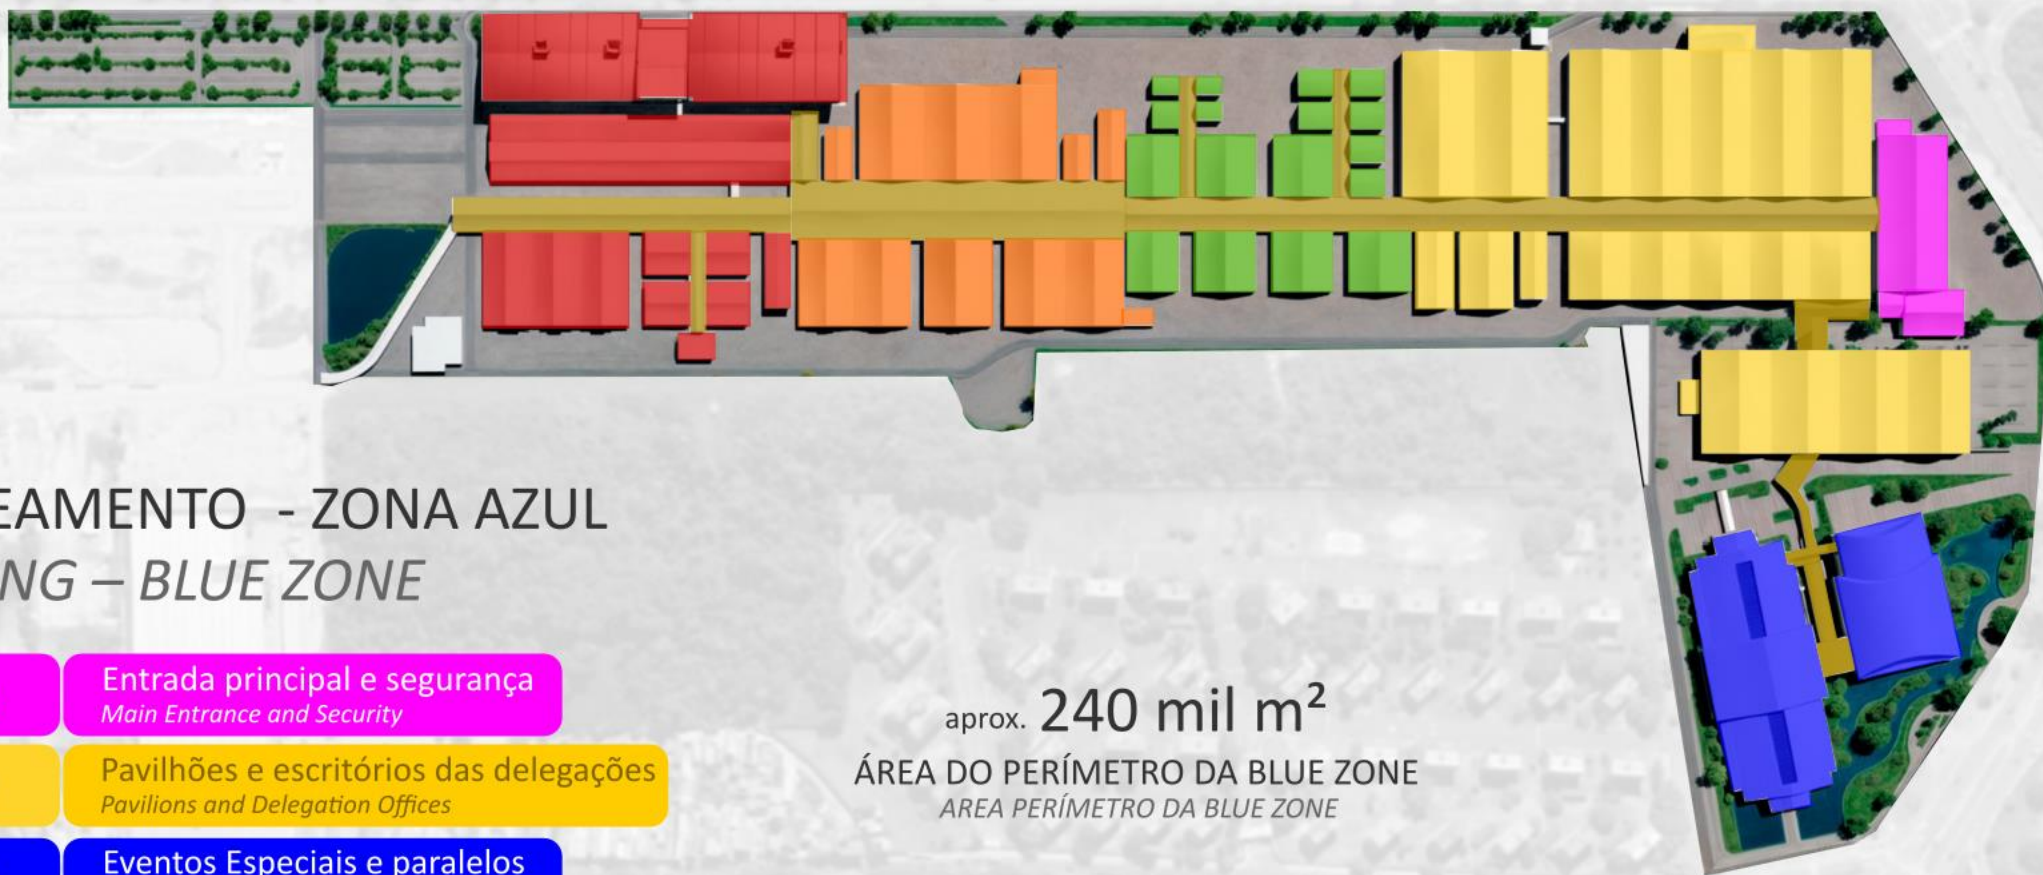 EAMENTO - ZONA AZUL
NG – BLUE ZONE
Entrada principal e segurança
Main Entrance and Security
Pavilhões e escritórios das delegações
Pavilions and Delegation Offices
Eventos Especiais e paralelos
aprox. 240 mil m²
ÁREA DO PERÍMETRO DA BLUE ZONE
AREA PERÍMETRO DA BLUE ZONE